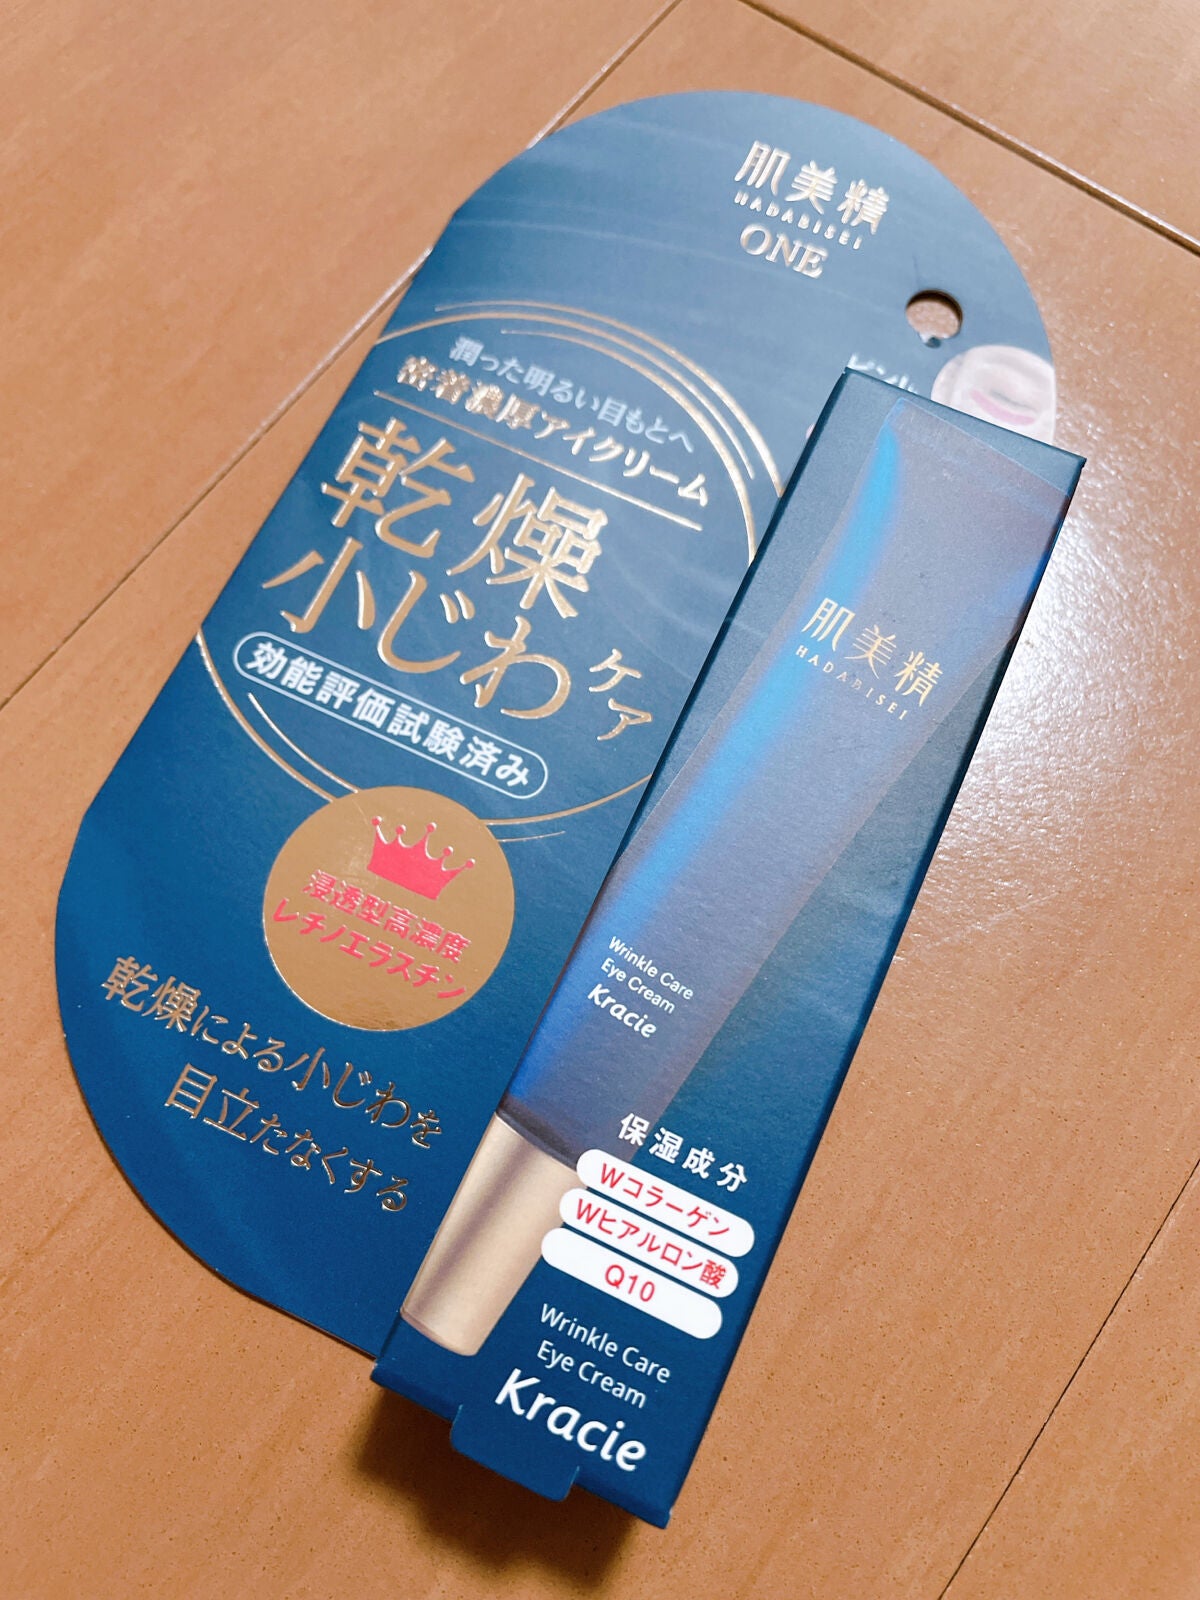 肌美精
HADABISEI
ONE
潤った明るい目もとへ
密着濃厚アイクリーム
乾燥
小じわケア
効能評価試験済み
浸透型高濃度
レチノエラスチン
乾燥による小じわを
目立たなくする
肌美精
HADABISEI
Wrinkle Care
Eye Cream
Kracie
保湿成分
Wコラーゲン
Wヒアルロン酸
Q10
Wrinkle Care
Eye Cream
Kracie